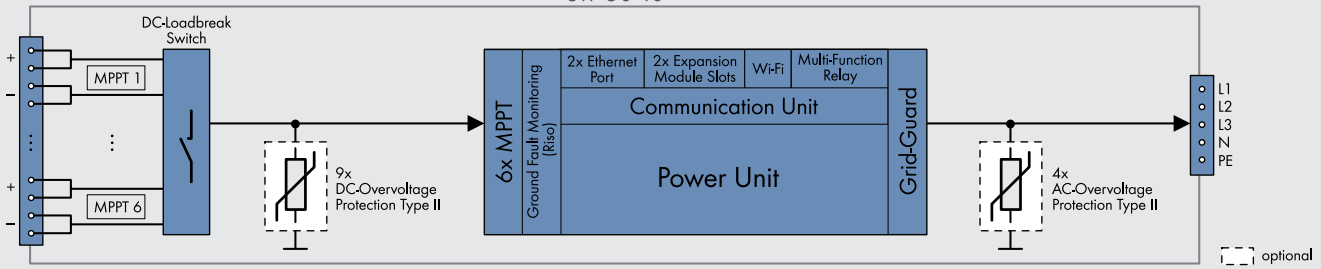 DC-Loadbreak
Switch
+
MPPT 1
–
+
MPPT 6
–
9x
DC-Overvoltage
Protection Type II
6x MPPT
Ground Fault Monitoring
(Riso)
2x Ethernet
Port
2x Expansion
Module Slots
Wi-Fi
Multi-Function
Relay
Communication Unit
Power Unit
Grid-Guard
4x
AC-Overvoltage
Protection Type II
L1
L2
L3
N
PE
optional